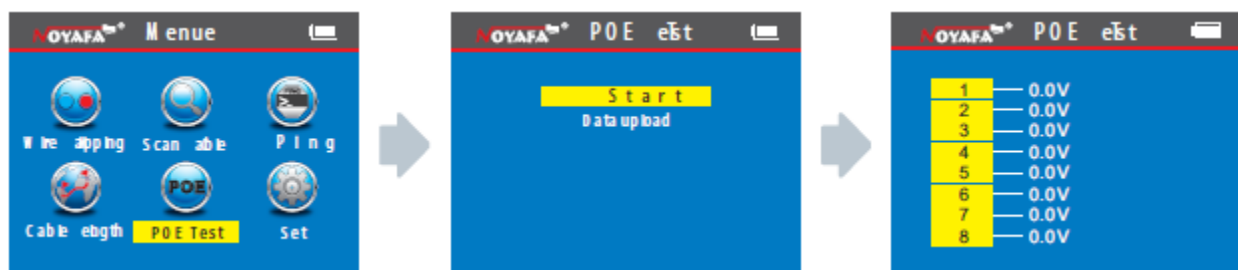 NOYAFA Menue
Wire apping Scan able Ping
POE
Cable ength POE Test Set
NOYAFA POE eTst
Start
Data upload
NOYAFA POE eTst
1 0.0V
2 0.0V
3 0.0V
4 0.0V
5 0.0V
6 0.0V
7 0.0V
8 0.0V